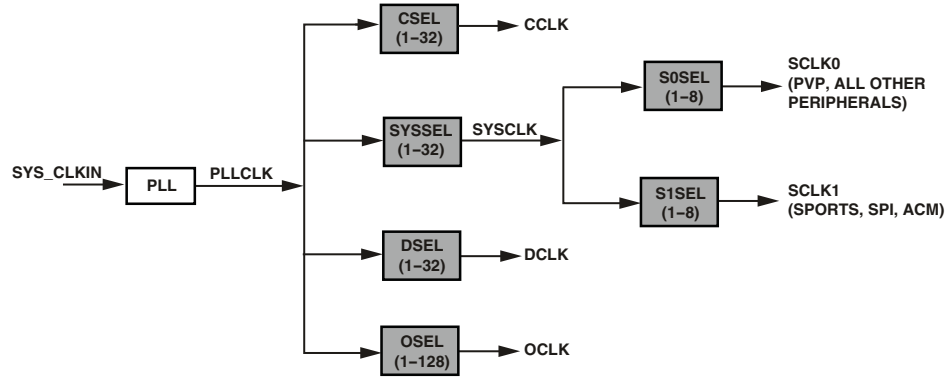 CSEL
(1–32)
CCLK
SCLK0
(PVP, ALL OTHER
PERIPHERALS)
S0SEL
(1–8)
SYSSEL
(1–32)
SYSCLK
SYS_CLKIN
PLL
PLLCLK
S1SEL
(1–8)
SCLK1
(SPORTS, SPI, ACM)
DSEL
(1–32)
DCLK
OSEL
(1–128)
OCLK